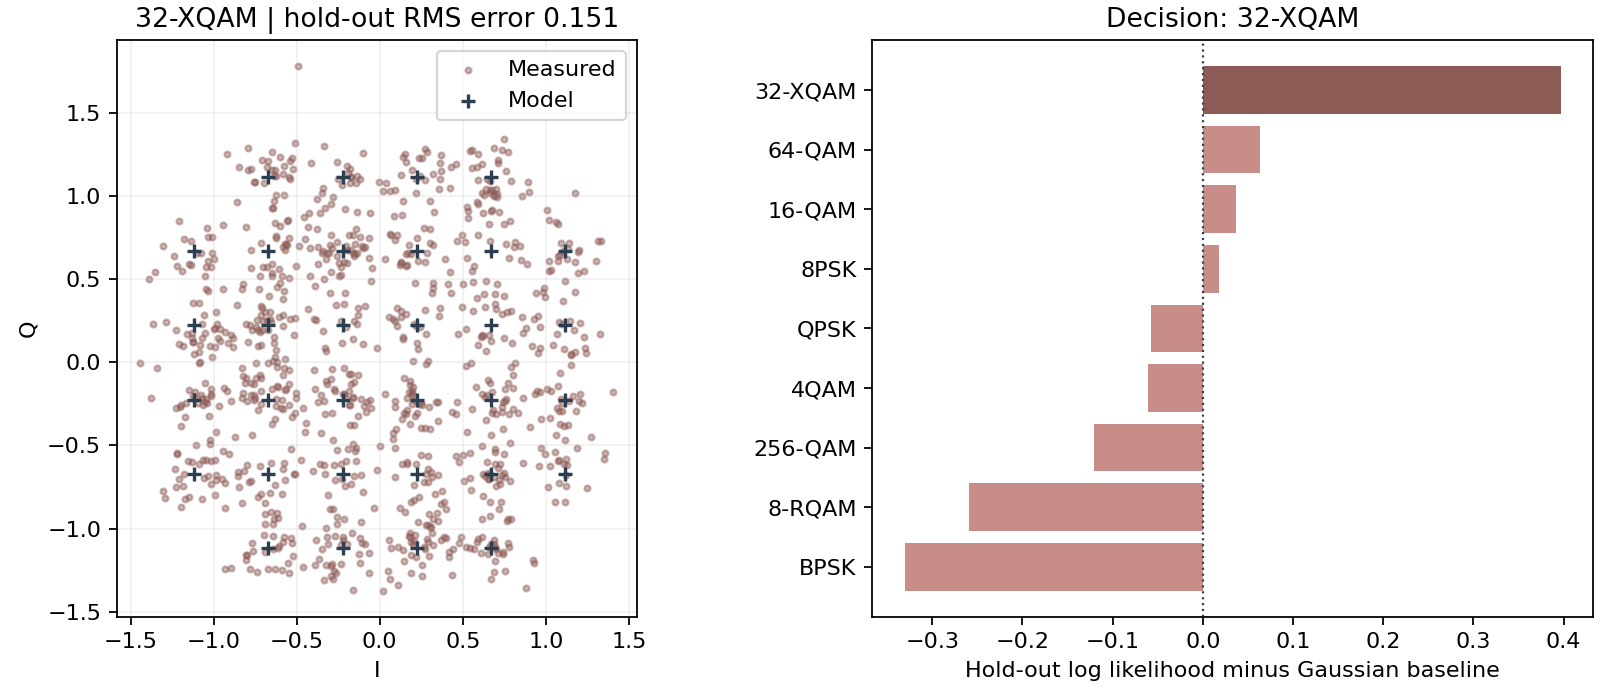 32-XQAM | hold-out RMS error 0.151
Measured
Model
1.5
1.0
0.5
0.0
−0.5
−1.0
−1.5
Q
−1.5 −1.0 −0.5 0.0 0.5 1.0 1.5
I
Decision: 32-XQAM
32-XQAM
64-QAM
16-QAM
8PSK
QPSK
4QAM
256-QAM
8-RQAM
BPSK
−0.3 −0.2 −0.1 0.0 0.1 0.2 0.3 0.4
Hold-out log likelihood minus Gaussian baseline